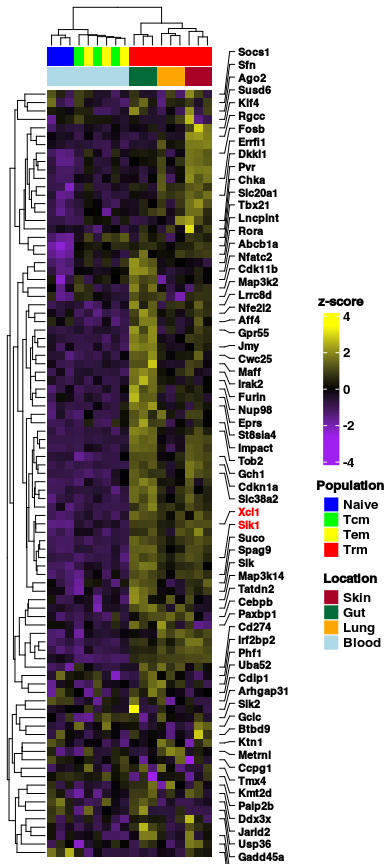 Socs1
Sfn
Ago2
Susd6
Klf4
Rgcc
Fosb
Errfi1
Dkkl1
Pvr
Chka
Slc20a1
Tbx21
Lncpint
Rora
Abcb1a
Nfatc2
Cdk11b
Map3k2
Lrrc8d
Nfe2l2
Aff4
Gpr55
Jmy
Cwc25
Maff
Irak2
Furin
Nup98
Eprs
St8sia4
Impact
Tob2
Gch1
Cdkn1a
Slc38a2
Xcl1
Sik1
Suco
Spag9
Slk
Map3k14
Tatdn2
Cebpb
Paxbp1
Cd274
Irf2bp2
Phf1
Uba52
Cdip1
Arhgap31
Slk2
Gclc
Btbd9
Ktn1
Metrnl
Ccpg1
Tmx4
Kmt2d
Paip2b
Ddx3x
Jarid2
Usp36
Gadd45a
z-score
4
2
0
-2
-4
Population
Naive
Tcm
Tem
Trm
Location
Skin
Gut
Lung
Blood